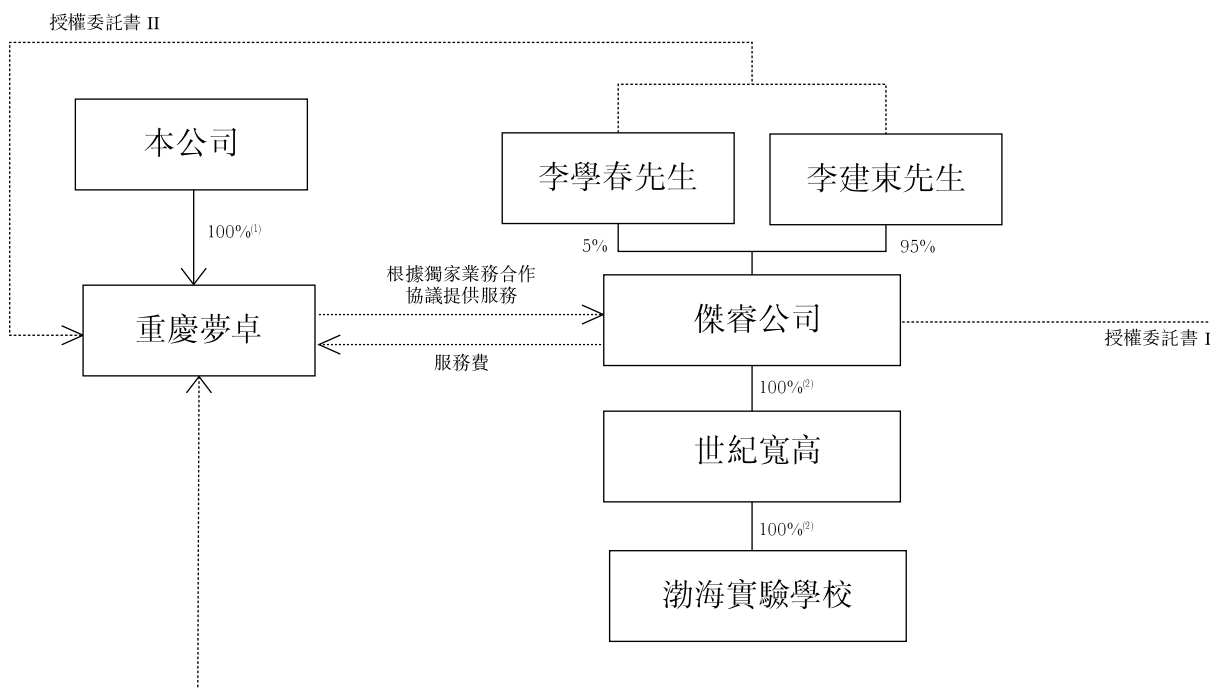 授權委託書 II
本公司
李學春先生
李建東先生
100%(1)
5%
95%
根據獨家業務合作
協議提供服務
重慶夢卓
傑睿公司
授權委託書 I
服務費
100%(2)
世紀寬高
100%(2)
渤海實驗學校